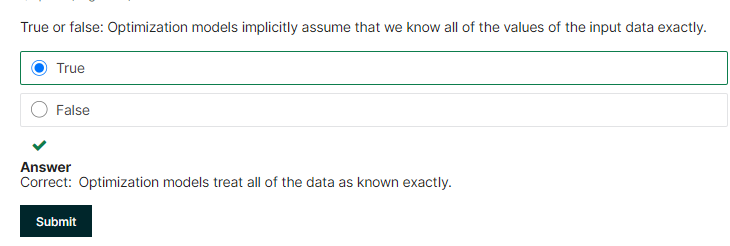 True or false: Optimization models implicitly assume that we know all of the values of the input data exactly.
True
False
Answer
Correct: Optimization models treat all of the data as known exactly.
Submit